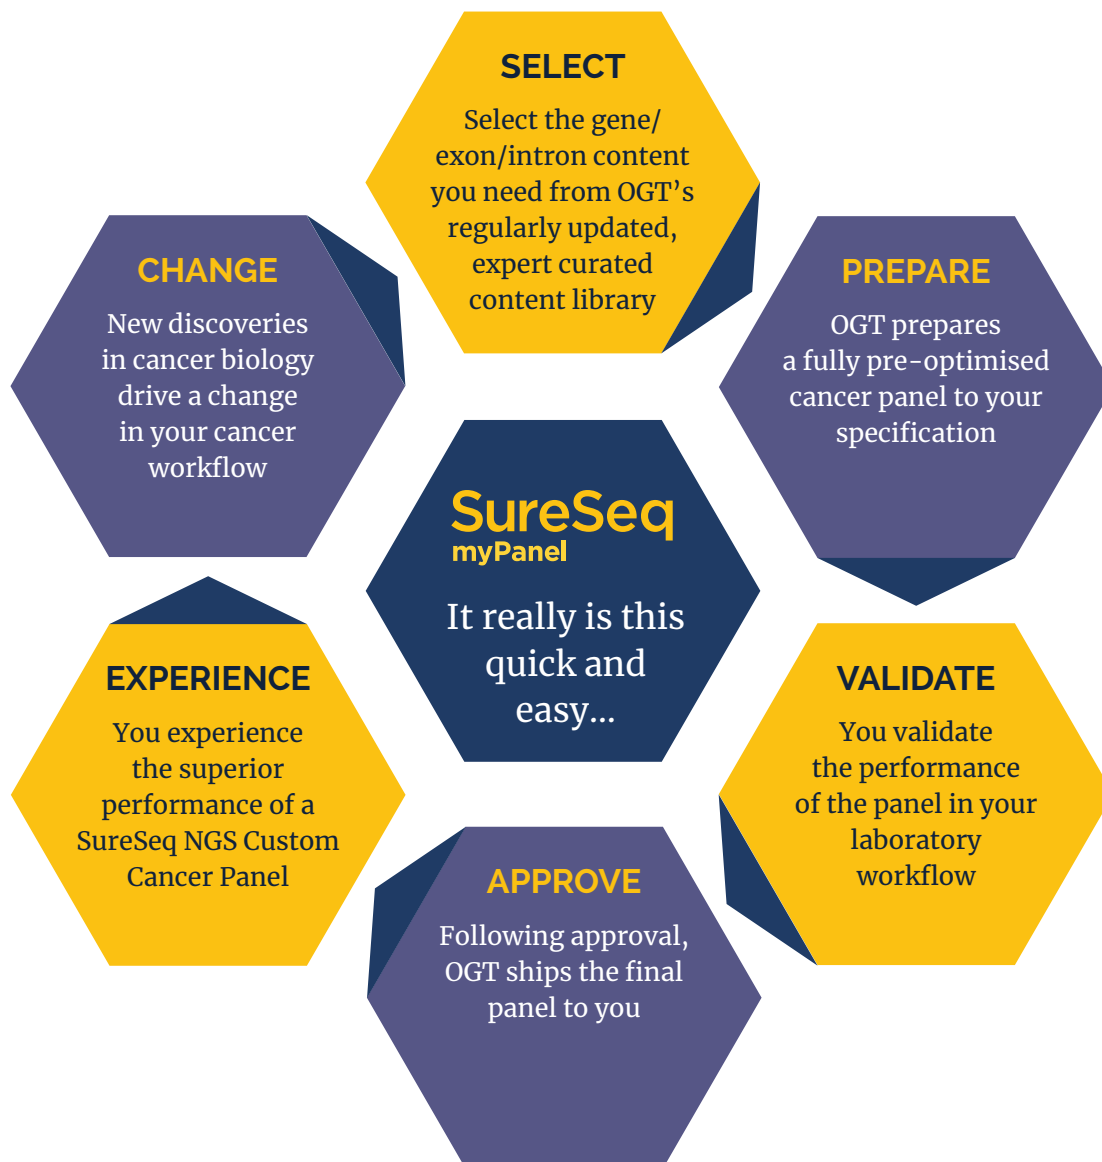 SELECT
Select the gene/
exon/intron content
you need from OGT’s
regularly updated,
expert curated
content library
PREPARE
OGT prepares
a fully pre-optimised
cancer panel to your
specification
VALIDATE
You validate
the performance
of the panel in your
laboratory
workflow
APPROVE
Following approval,
OGT ships the final
panel to you
EXPERIENCE
You experience
the superior
performance of a
SureSeq NGS Custom
Cancer Panel
CHANGE
New discoveries
in cancer biology
drive a change
in your cancer
workflow
SureSeq
myPanel
It really is this
quick and
easy...